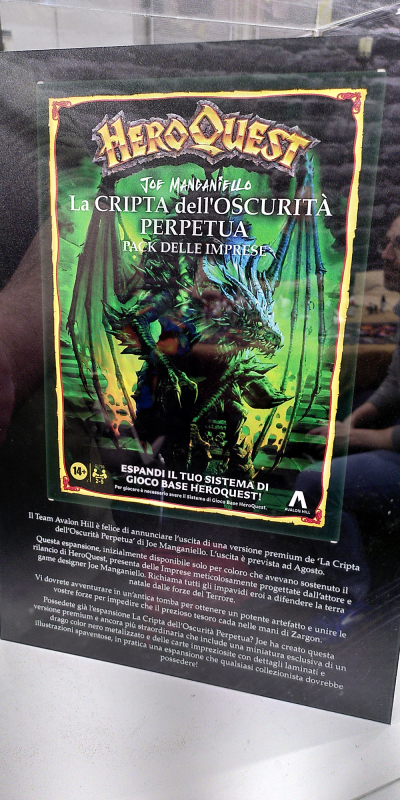 HEROQUEST
JOE MANGANIELLO
La CRIPTA dell'OSCURITÀ
PERPETUA
PACK DELLE IMPRESE
14+
2-5
ESPANDI IL TUO SISTEMA DI
GIOCO BASE HEROQUEST!
Per giocare è necessario avere il Sistema di Gioco Base HeroQuest.
AVALON HILL
Il Team Avalon Hill è felice di annunciare l'uscita di una versione premium de 'La Cripta
dell'Oscurità Perpetua' di Joe Manganiello. L'uscita è prevista ad Agosto.
Questa espansione, inizialmente disponibile solo per coloro che avevano sostenuto il
rilancio di HeroQuest, presenta delle Imprese meticolosamente progettate dall'attore e
game designer Joe Manganiello. Richiama tutti gli impavidi eroi a difendere la terra
natale dalle forze del Terrore.
Vi dovrete avventurare in un'antica tomba per ottenere un potente artefatto e unire le
vostre forze per impedire che il prezioso tesoro cada nelle mani di Zargon.
Possedete già l'espansione La Cripta dell'Oscurità Perpetua? Joe ha creato questa
versione premium e ancora più straordinaria che include una miniatura esclusiva di un
drago color nero metalizzato e delle carte impreziosite con dettagli laminati e
illustrazioni spaventose, in pratica una espansione che qualsiasi collezionista dovrebbe
possedere!